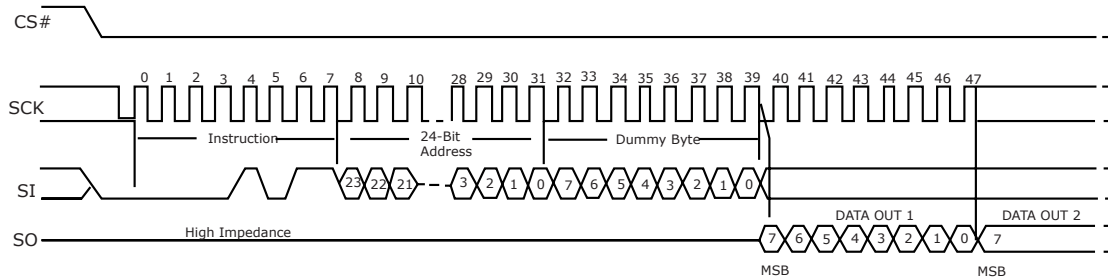 CS#
0 1 2 3 4 5 6 7 8 9 10 28 29 30 31 32 33 34 35 36 37 38 39 40 41 42 43 44 45 46 47
SCK
Instruction 24-Bit Address Dummy Byte
SI 23 22 21 3 2 1 0 7 6 5 4 3 2 1 0
DATA OUT 1 DATA OUT 2
High Impedance
SO 7 6 5 4 3 2 1 0 7
MSB MSB